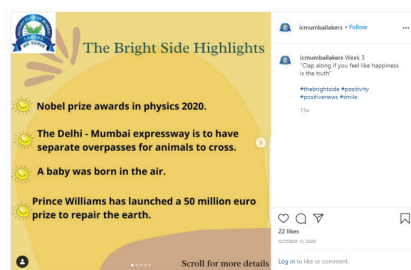 The Bright Side Highlights
Nobel prize awards in physics 2020.
The Delhi - Mumbai expressway is to have
separate overpasses for animals to cross.
A baby was born in the air.
Prince Williams has launched a 50 million euro
prize to repair the earth.
Scroll for more details
icmumbailakers • Follow
icmumbailakers Week 3
"Clap along if you feel like happiness
is the truth"
#thebrightside #positivity
#positivenews #smile
22 likes
OCTOBER 13, 2020
Log in to like or comment.